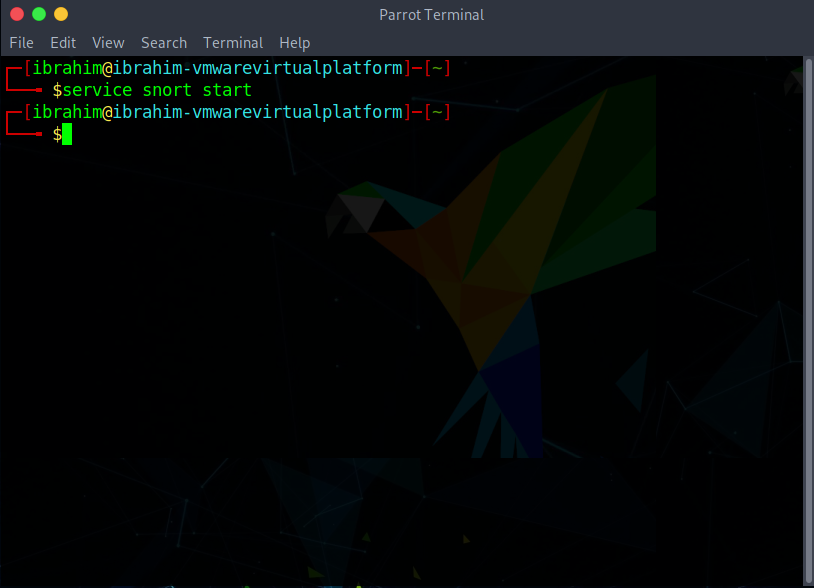 Parrot Terminal
File Edit View Search Terminal Help
┌─[ibrahim@ibrahim-vmwarevirtualplatform]─[~]
└──╼ $service snort start
┌─[ibrahim@ibrahim-vmwarevirtualplatform]─[~]
└──╼ $